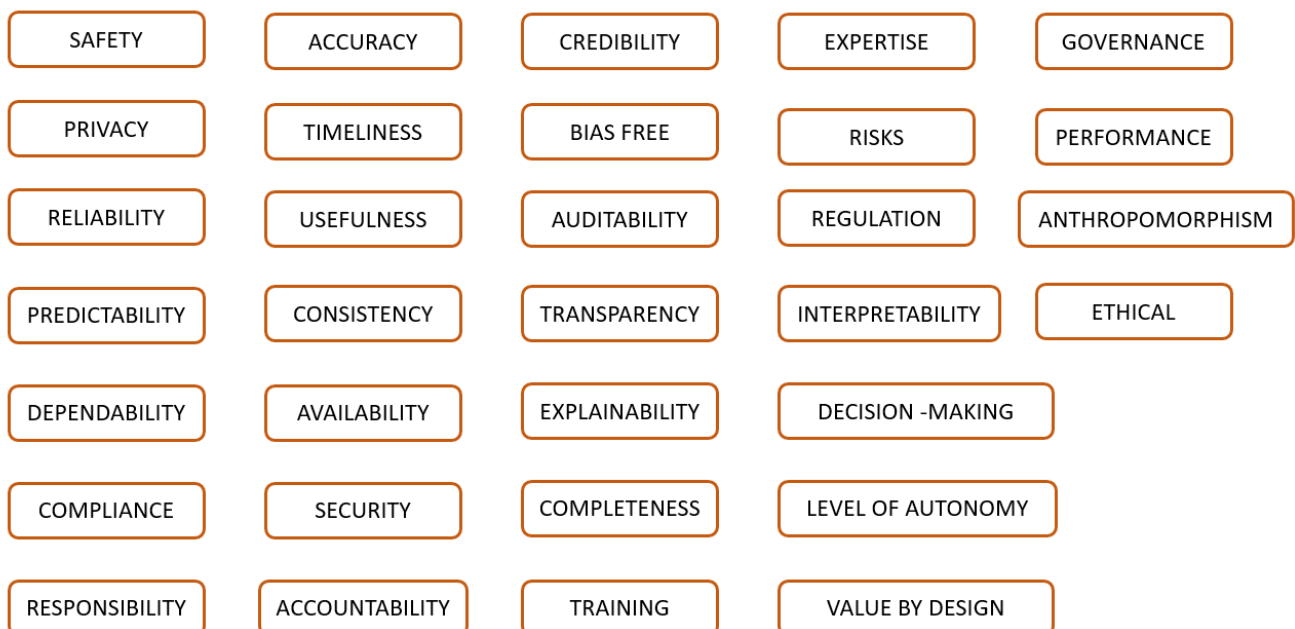 SAFETY
ACCURACY
CREDIBILITY
EXPERTISE
GOVERNANCE
PRIVACY
TIMELINESS
BIAS FREE
RISKS
PERFORMANCE
RELIABILITY
USEFULNESS
AUDITABILITY
REGULATION
ANTHROPOMORPHISM
PREDICTABILITY
CONSISTENCY
TRANSPARENCY
INTERPRETABILITY
ETHICAL
DEPENDABILITY
AVAILABILITY
EXPLAINABILITY
DECISION -MAKING
COMPLIANCE
SECURITY
COMPLETENESS
LEVEL OF AUTONOMY
RESPONSIBILITY
ACCOUNTABILITY
TRAINING
VALUE BY DESIGN